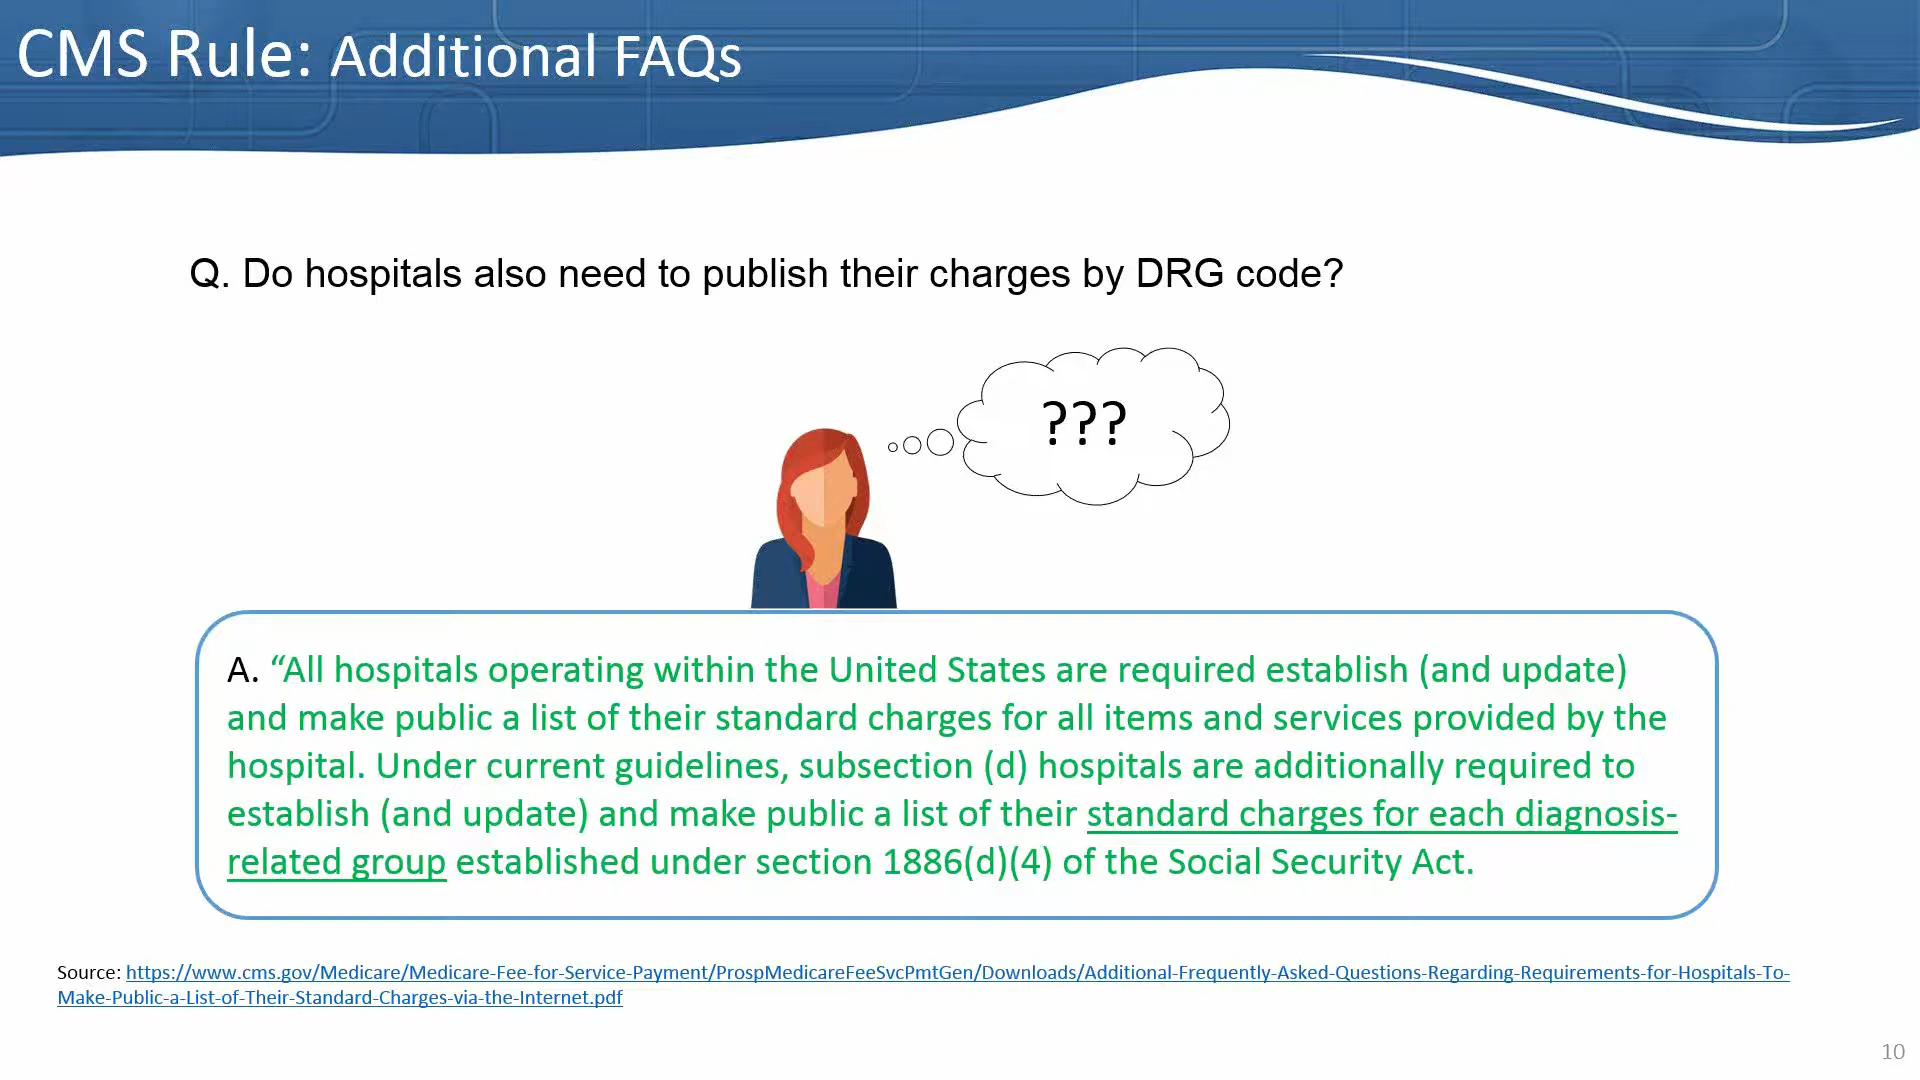 CMS Rule: Additional FAQs
Q. Do hospitals also need to publish their charges by DRG code?
???
A. “All hospitals operating within the United States are required establish (and update)
and make public a list of their standard charges for all items and services provided by the
hospital. Under current guidelines, subsection (d) hospitals are additionally required to
establish (and update) and make public a list of their standard charges for each diagnosis-
related group established under section 1886(d)(4) of the Social Security Act.
Source: https://www.cms.gov/Medicare/Medicare-Fee-for-Service-Payment/ProspMedicareFeeSvcPmtGen/Downloads/Additional-Frequently-Asked-Questions-Regarding-Requirements-for-Hospitals-To-
Make-Public-a-List-of-Their-Standard-Charges-via-the-Internet.pdf
10